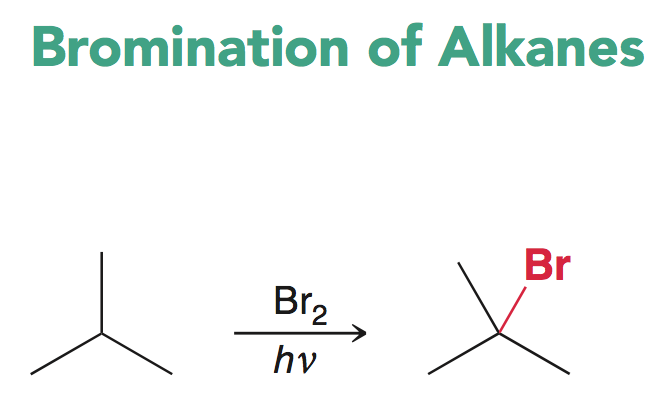 Bromination of Alkanes
Br
Br₂
hν